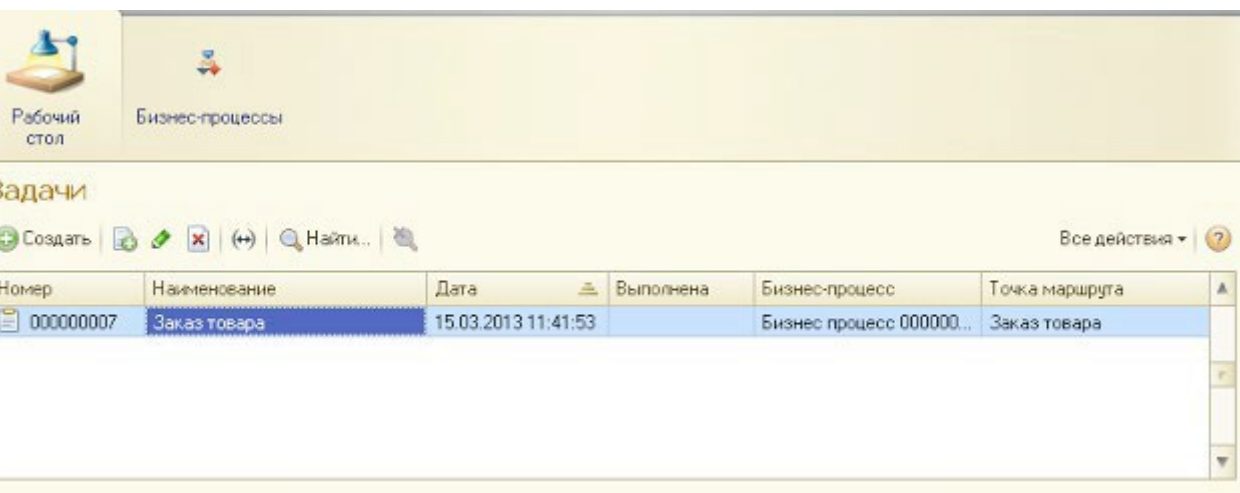 Рабочий
стол
Бизнес-процессы
Задачи
Создать Найти... Все действия
Номер Наименование Дата Выполнена Бизнес-процесс Точка маршрута
000000007 Заказ товара 15.03.2013 11:41:53 Бизнес процесс 000000... Заказ товара